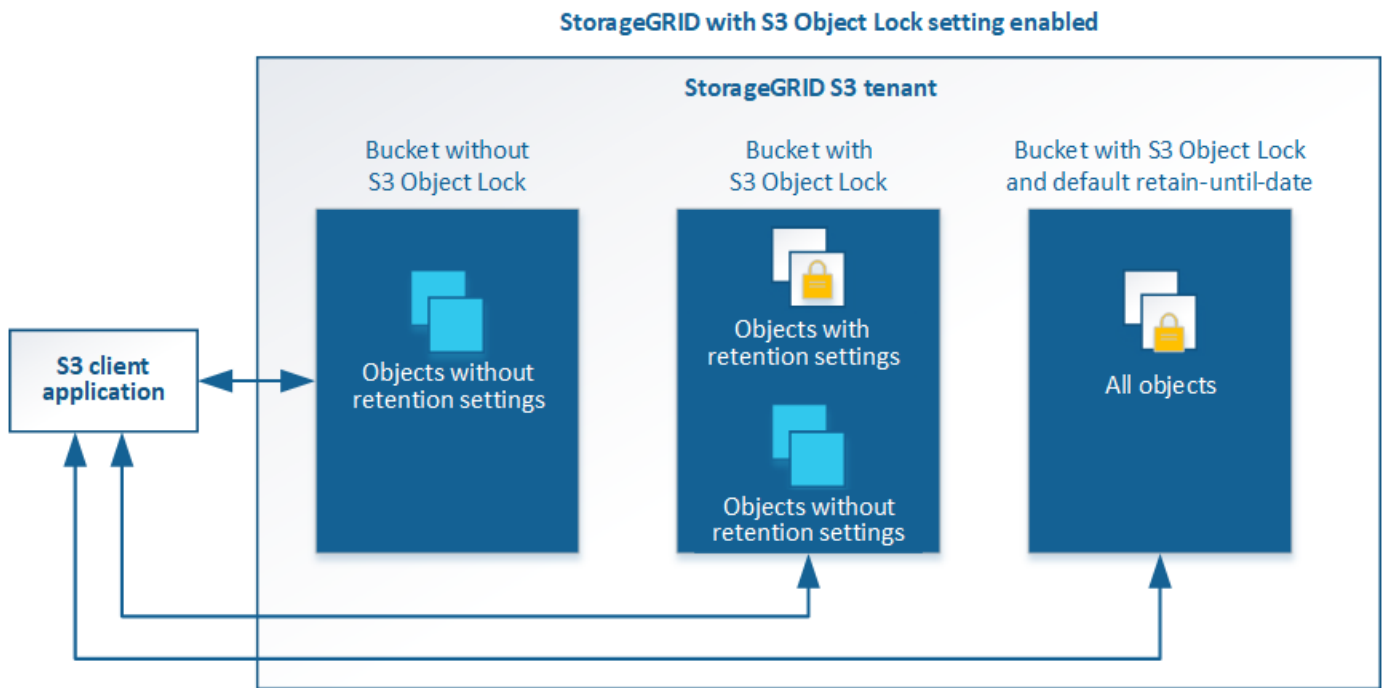 StorageGRID with S3 Object Lock setting enabled
StorageGRID S3 tenant
Bucket without
S3 Object Lock
Bucket with
S3 Object Lock
Bucket with S3 Object Lock
and default retain-until-date
S3 client
application
Objects without
retention settings
Objects with
retention settings
Objects without
retention settings
All objects